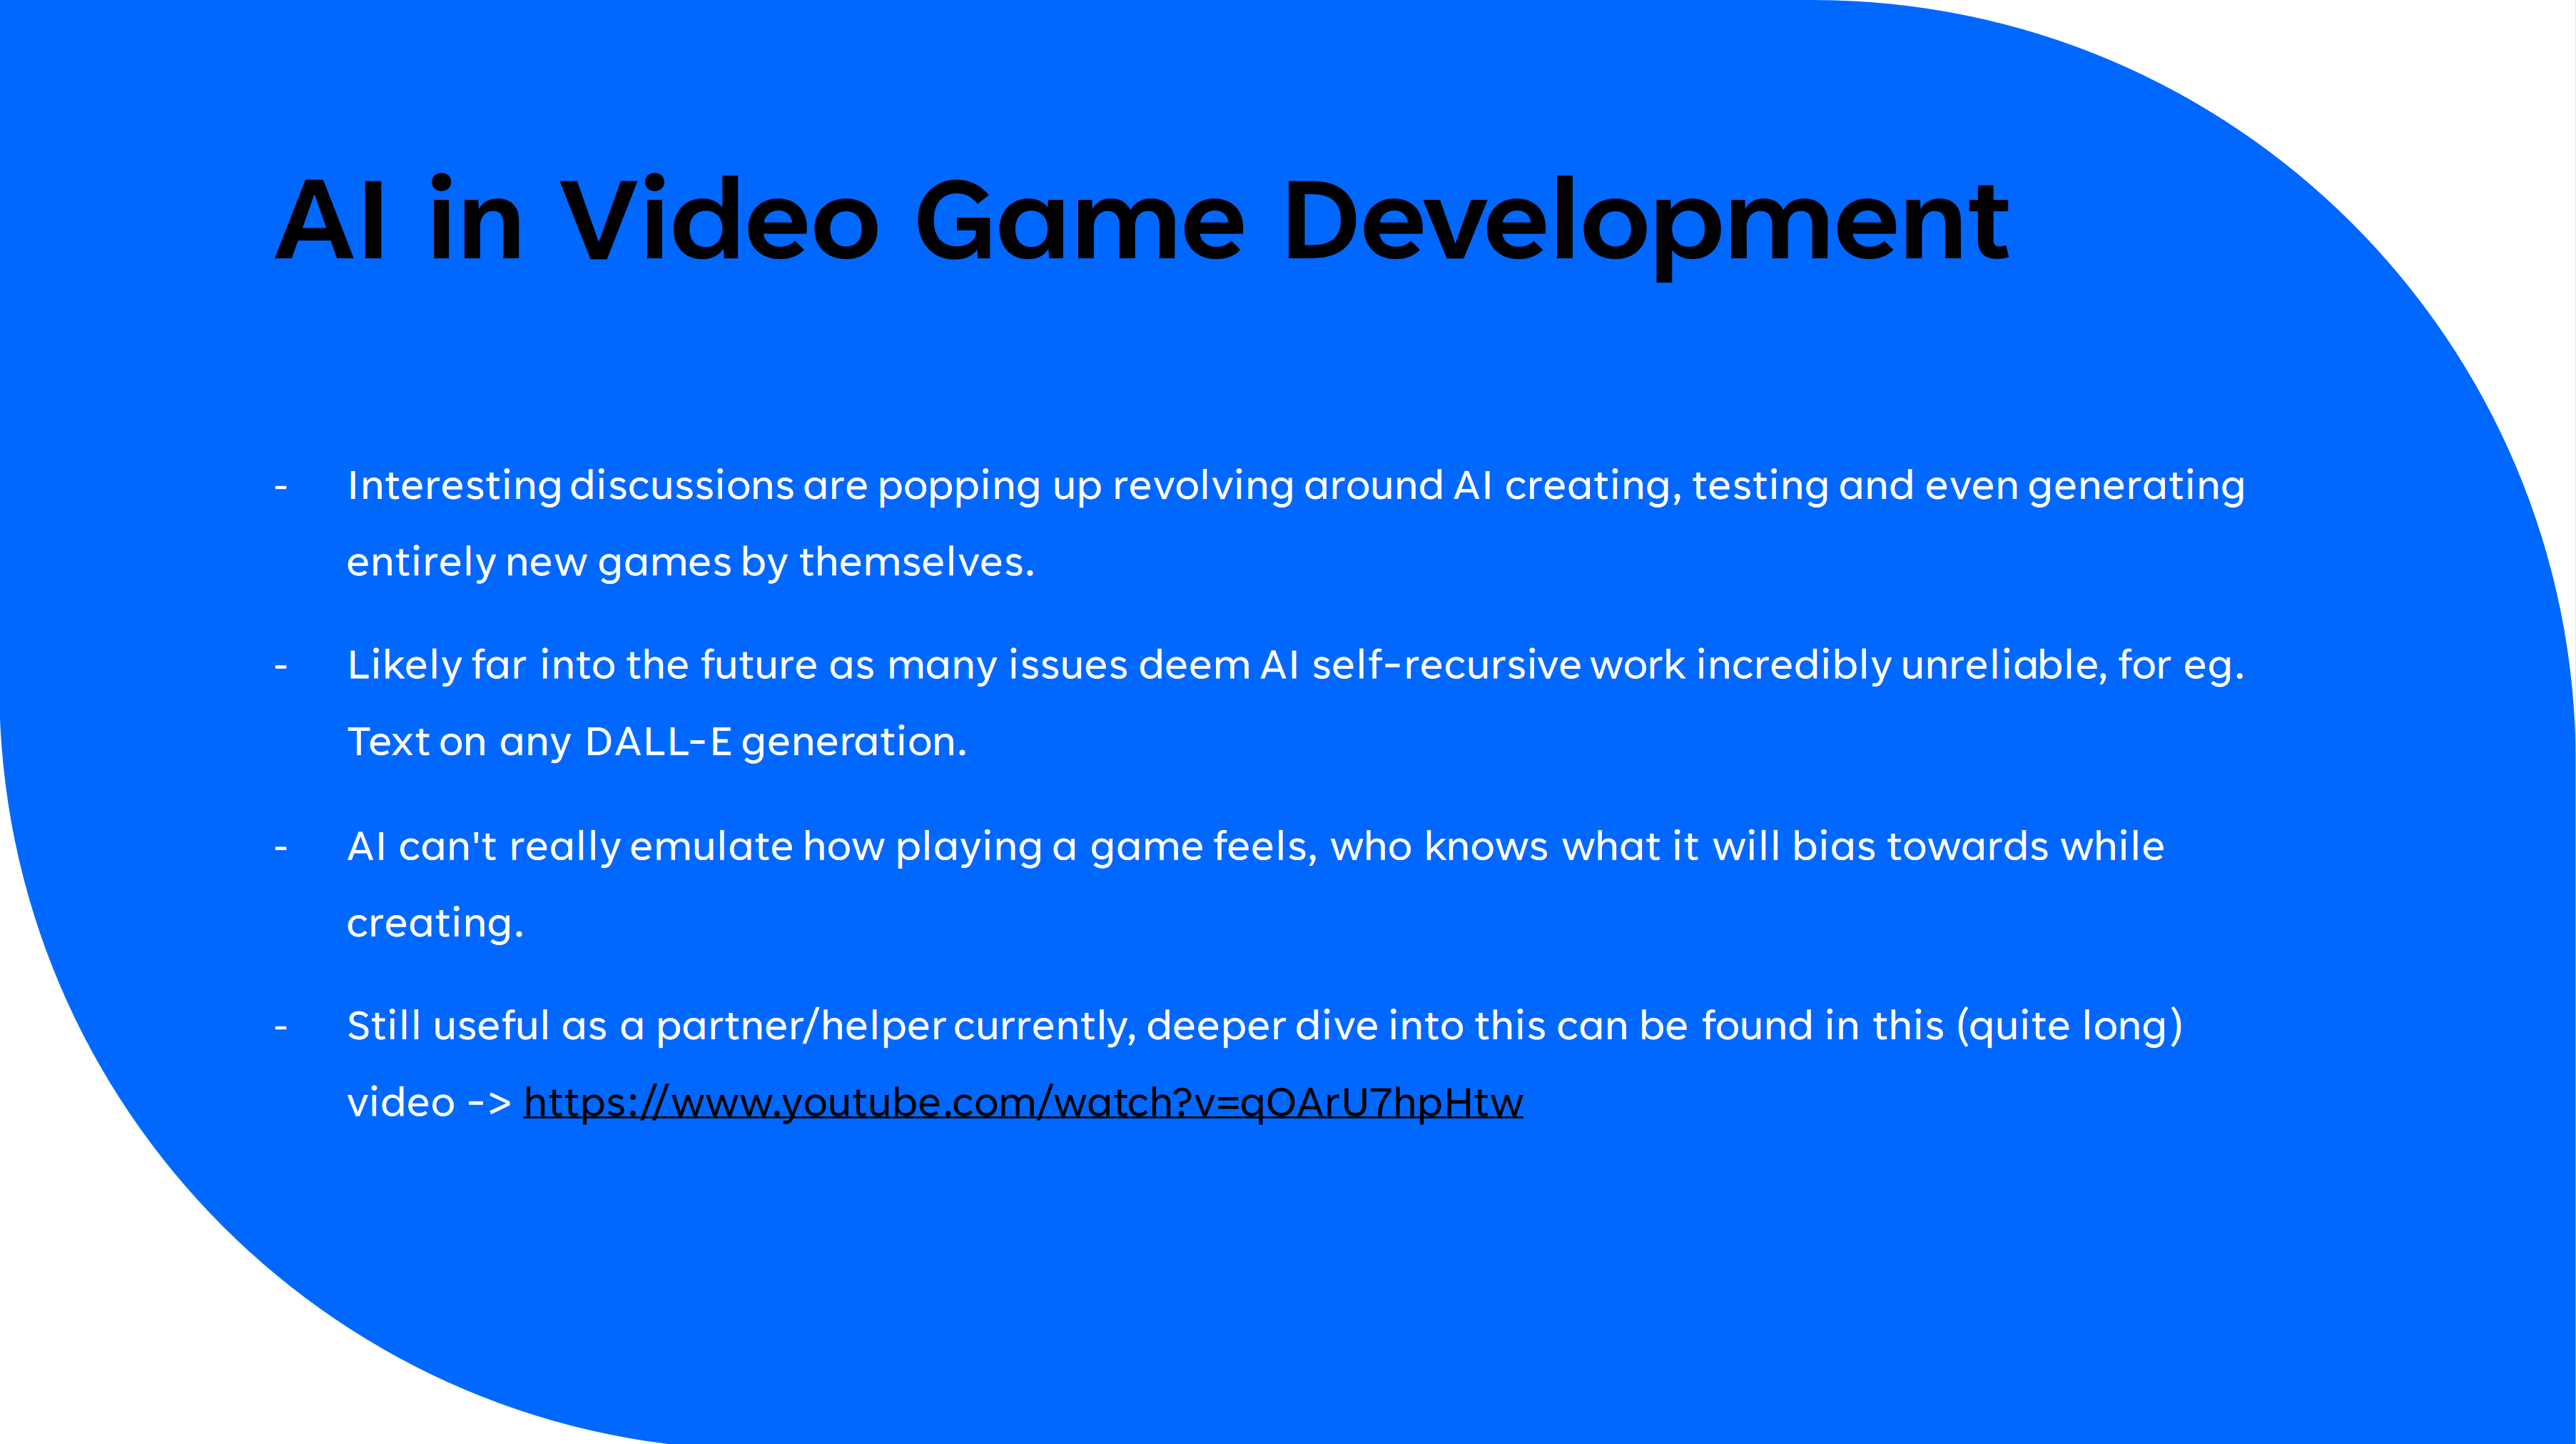 AI in Video Game Development
- Interesting discussions are popping up revolving around AI creating, testing and even generating
entirely new games by themselves.
- Likely far into the future as many issues deem AI self-recursive work incredibly unreliable, for eg.
Text on any DALL-E generation.
- AI can't really emulate how playing a game feels, who knows what it will bias towards while
creating.
- Still useful as a partner/helper currently, deeper dive into this can be found in this (quite long)
video -> https://www.youtube.com/watch?v=qOArU7hpHtw